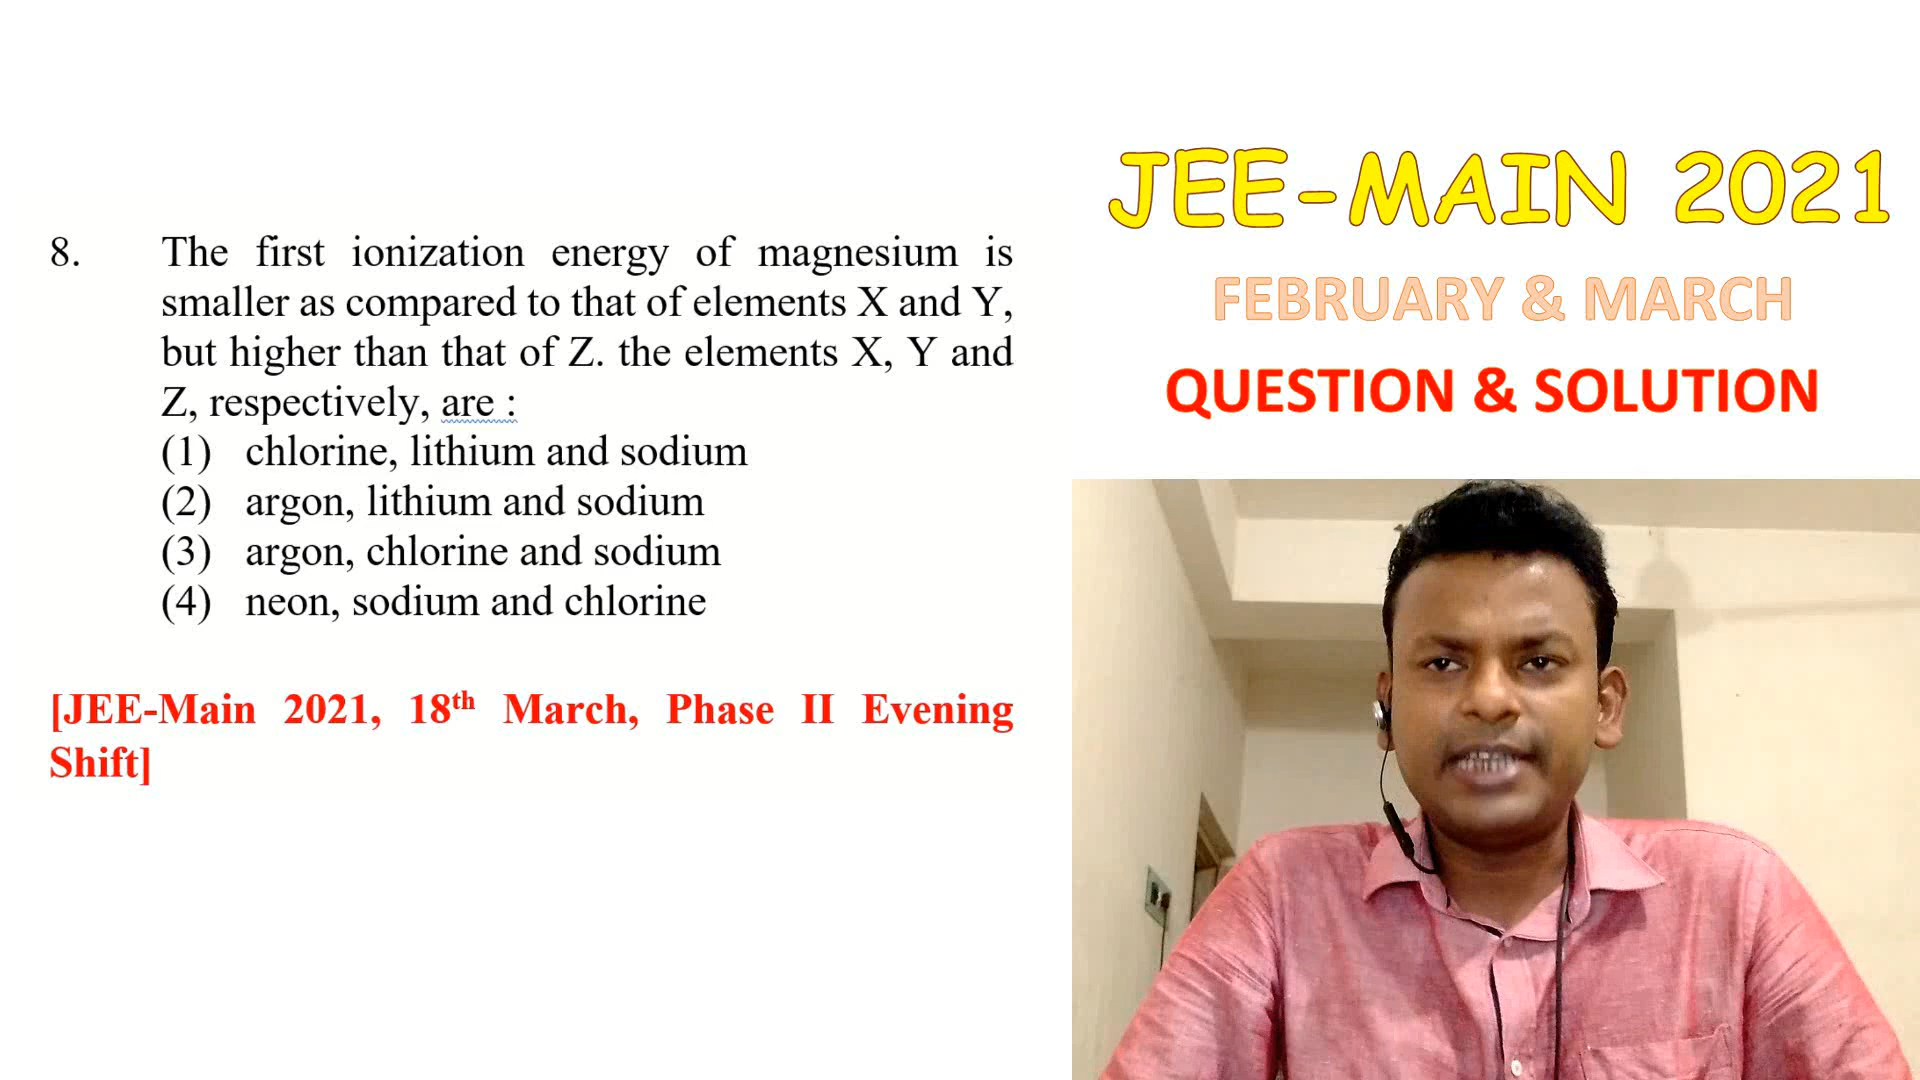 JEE-MAIN 2021
FEBRUARY & MARCH
QUESTION & SOLUTION
8. The first ionization energy of magnesium is
smaller as compared to that of elements X and Y,
but higher than that of Z. the elements X, Y and
Z, respectively, are :
(1) chlorine, lithium and sodium
(2) argon, lithium and sodium
(3) argon, chlorine and sodium
(4) neon, sodium and chlorine
[JEE-Main 2021, 18th March, Phase II Evening
Shift]